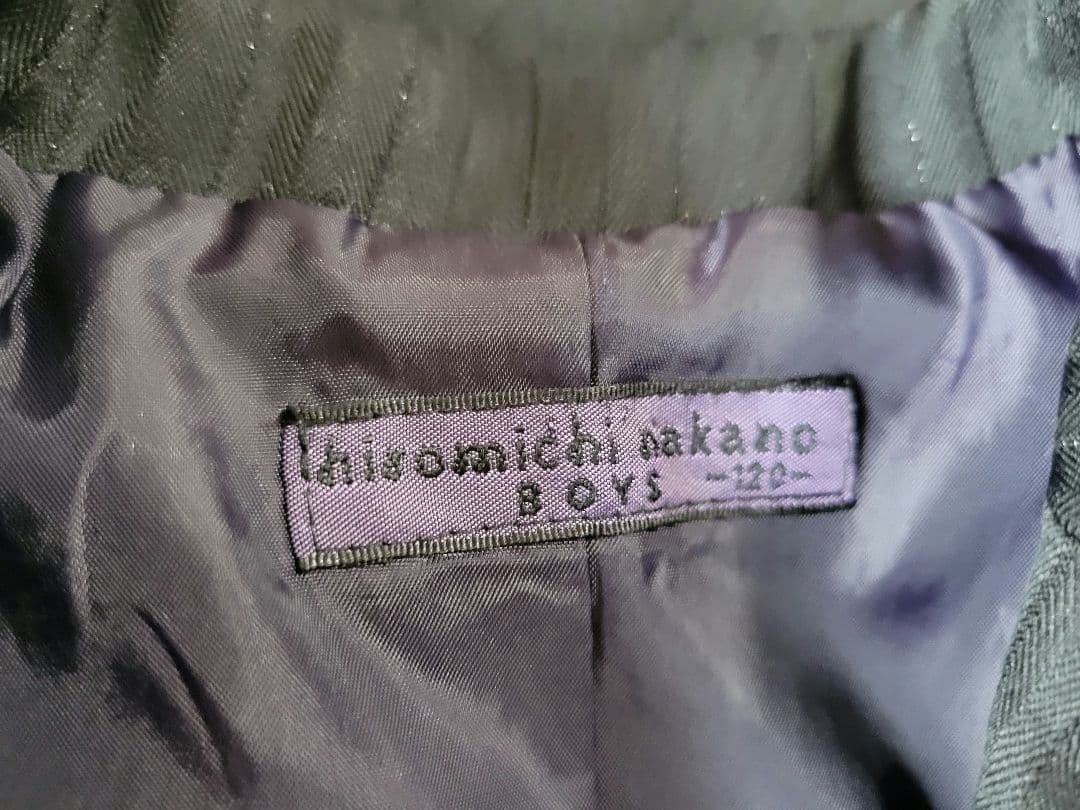 hiromichi nakano
BOYS -120-